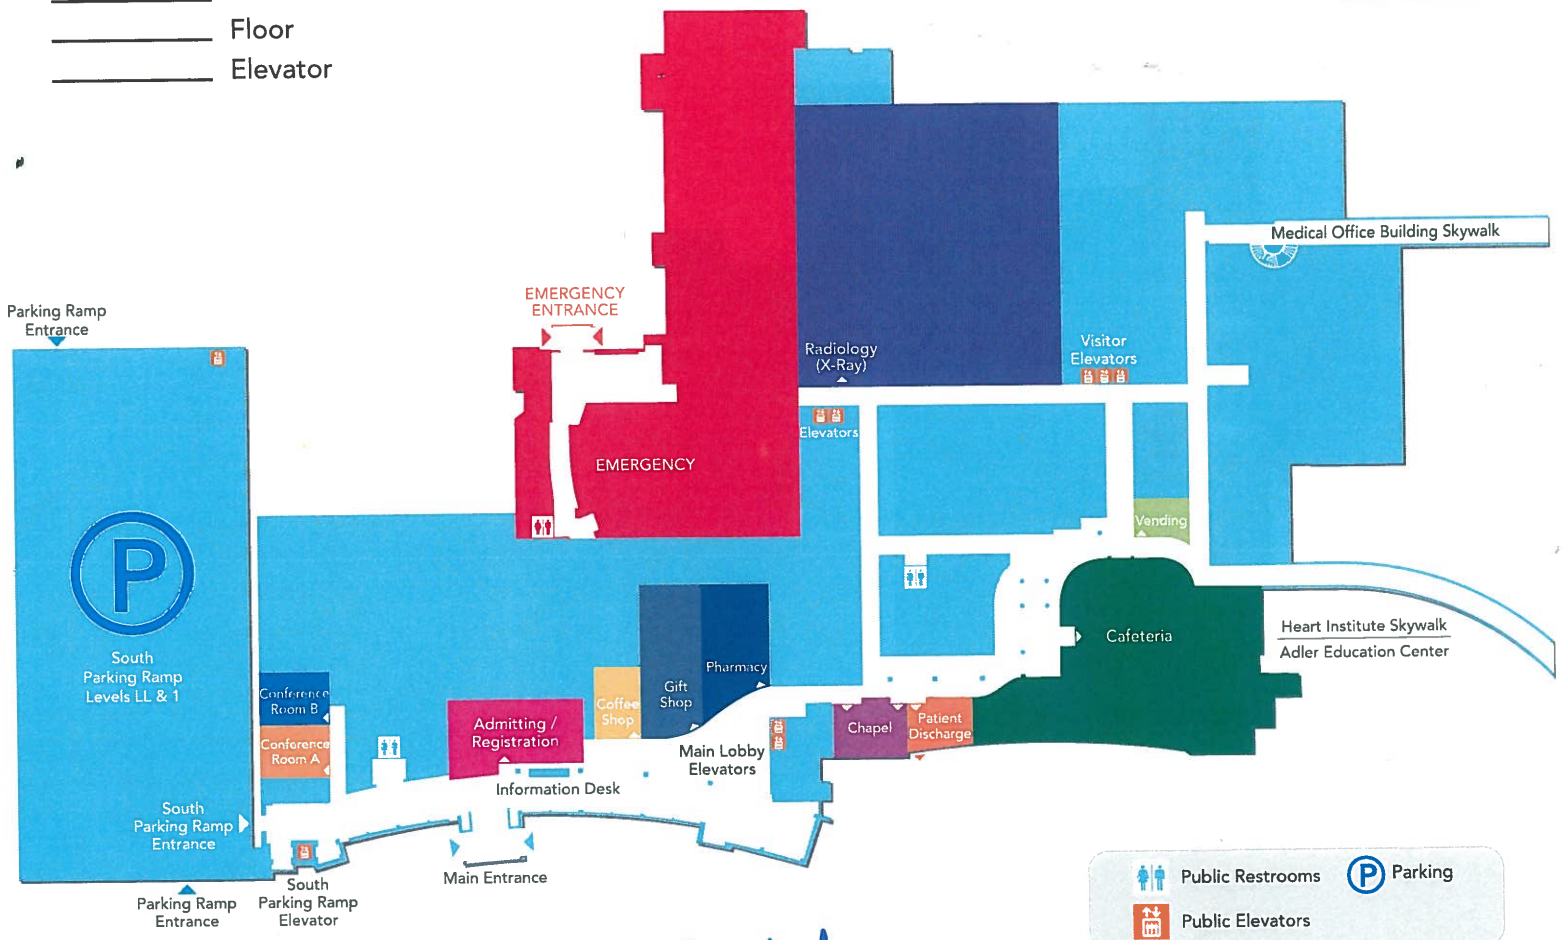 Floor
Elevator
Medical Office Building Skywalk
EMERGENCY
ENTRANCE
Parking Ramp
Entrance
Radiology
(X-Ray)
Visitor
Elevators
Elevators
EMERGENCY
Vending
P
South
Parking Ramp
Levels LL & 1
Heart Institute Skywalk
Adler Education Center
Cafeteria
Pharmacy
Gift
Shop
Coffee
Shop
Conference
Room B
Conference
Room A
Admitting /
Registration
Chapel
Patient
Discharge
Main Lobby
Elevators
Information Desk
South
Parking Ramp
Entrance
Main Entrance
South
Parking Ramp
Elevator
Parking Ramp
Entrance
Public Restrooms
P Parking
Public Elevators